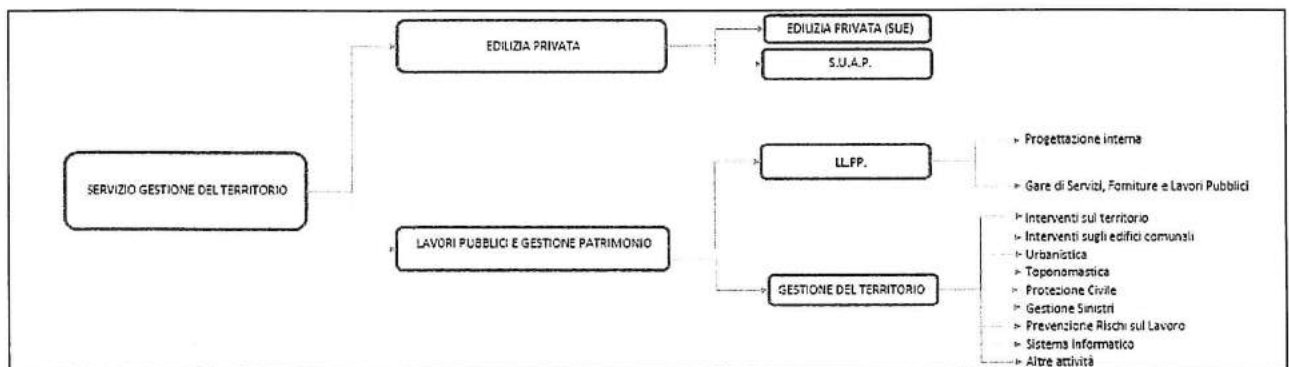 EDILIZIA PRIVATA
EDILIZIA PRIVATA (SUE)
S.U.A.P.
SERVIZIO GESTIONE DEL TERRITORIO
LAVORI PUBBLICI E GESTIONE PATRIMONIO
LL.PP.
Progettazione interna
Gare di Servizi, Forniture e Lavori Pubblici
GESTIONE DEL TERRITORIO
Interventi sul territorio
Interventi sugli edifici comunali
Urbanistica
Toponomastica
Protezione Civile
Gestione Sinistri
Prevenzione Rischi sul Lavoro
Sistema Informatico
Altre attività